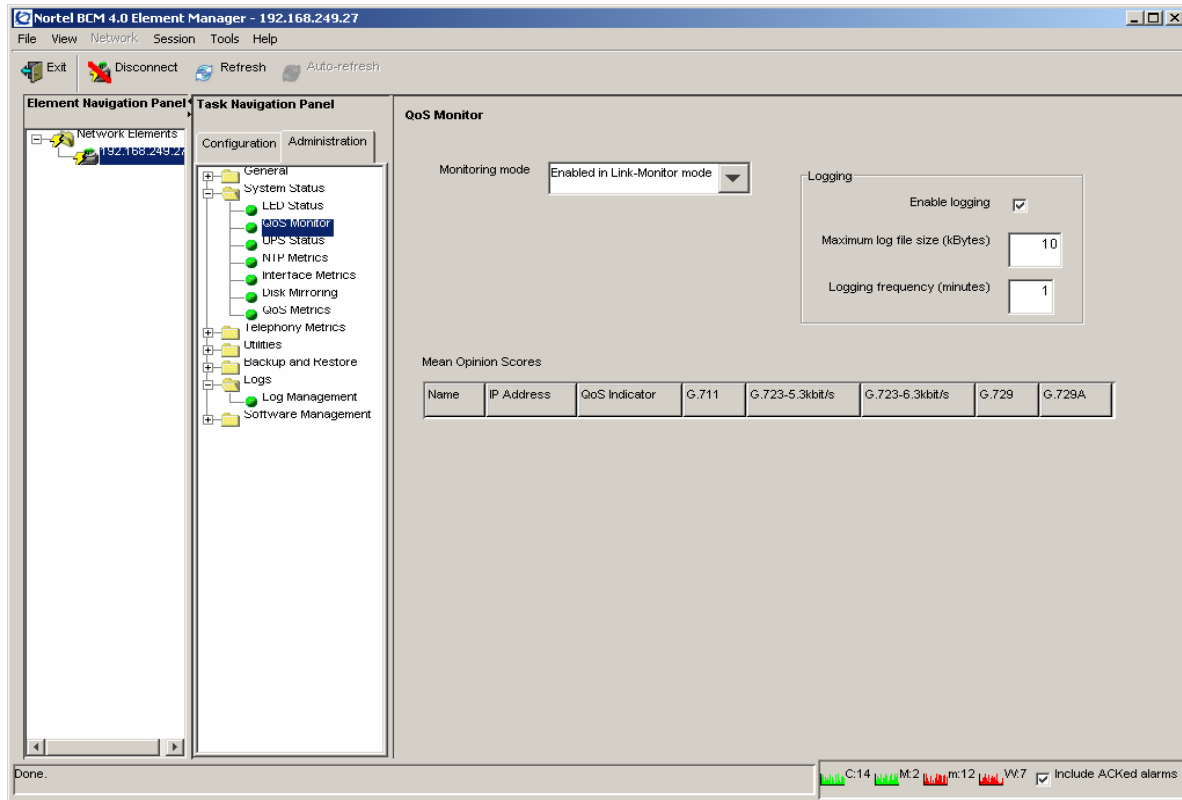 Nortel BCM 4.0 Element Manager - 192.168.249.27
File View Network Session Tools Help
Exit Disconnect Refresh Auto-refresh
Element Navigation Panel
Network Elements
192.168.249.27
Task Navigation Panel
Configuration Administration
General
System Status
LED Status
QoS Monitor
UPS Status
NTP Metrics
Interface Metrics
Disk Mirroring
QoS Metrics
Telephony Metrics
Utilities
Backup and Restore
Logs
Log Management
Software Management
QoS Monitor
Monitoring mode Enabled in Link-Monitor mode
Logging
Enable logging
Maximum log file size (kBytes) 10
Logging frequency (minutes) 1
Mean Opinion Scores
Name IP Address QoS Indicator G.711 G.723-5.3kbit/s G.723-6.3kbit/s G.729 G.729A
Done.
C:14 M:2 m:12 W:7 Include ACKed alarms